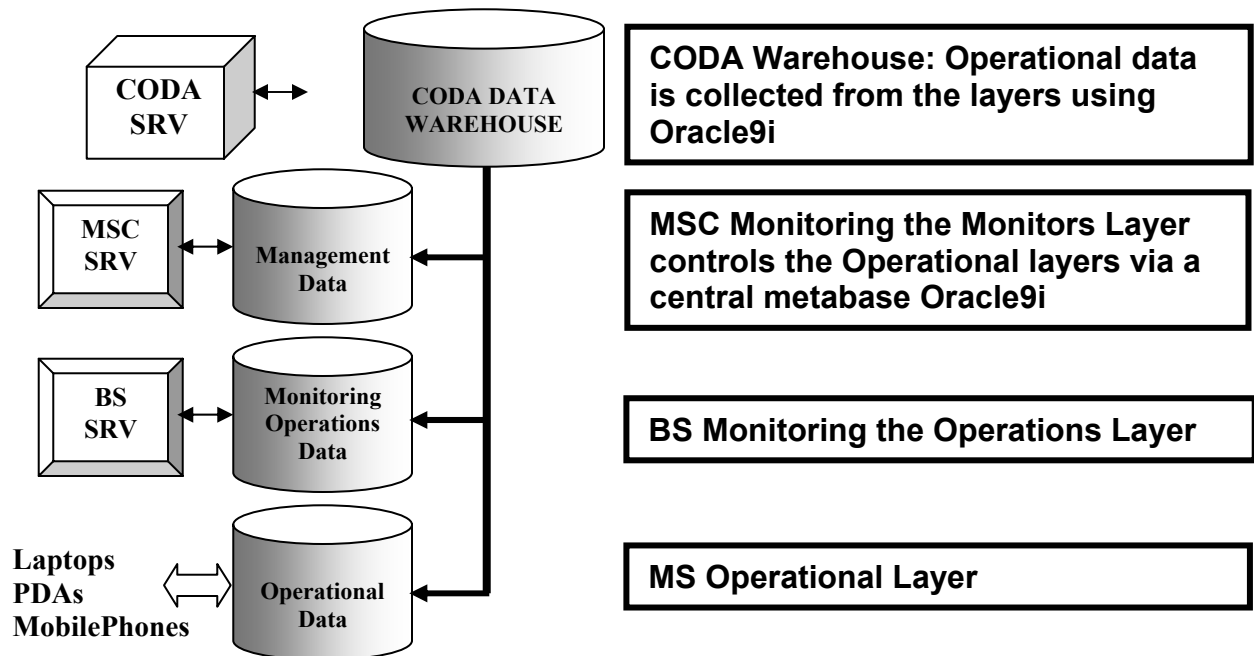 CODA
SRV
CODA DATA
WAREHOUSE
CODA Warehouse: Operational data
is collected from the layers using
Oracle9i
MSC
SRV
Management
Data
MSC Monitoring the Monitors Layer
controls the Operational layers via a
central metabase Oracle9i
BS
SRV
Monitoring
Operations
Data
BS Monitoring the Operations Layer
Laptops
PDAs
MobilePhones
Operational
Data
MS Operational Layer